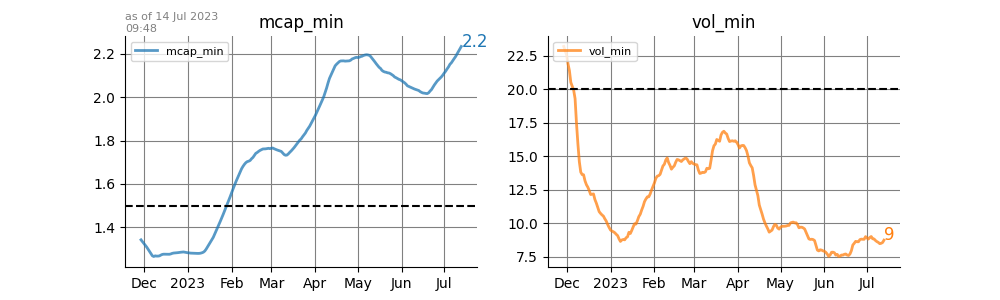 as of 14 Jul 2023
09:48
mcap_min
mcap_min
2.2
2.2
2.0
1.8
1.6
1.4
Dec 2023 Feb Mar Apr May Jun Jul
vol_min
vol_min
22.5
20.0
17.5
15.0
12.5
10.0
7.5
9
Dec 2023 Feb Mar Apr May Jun Jul